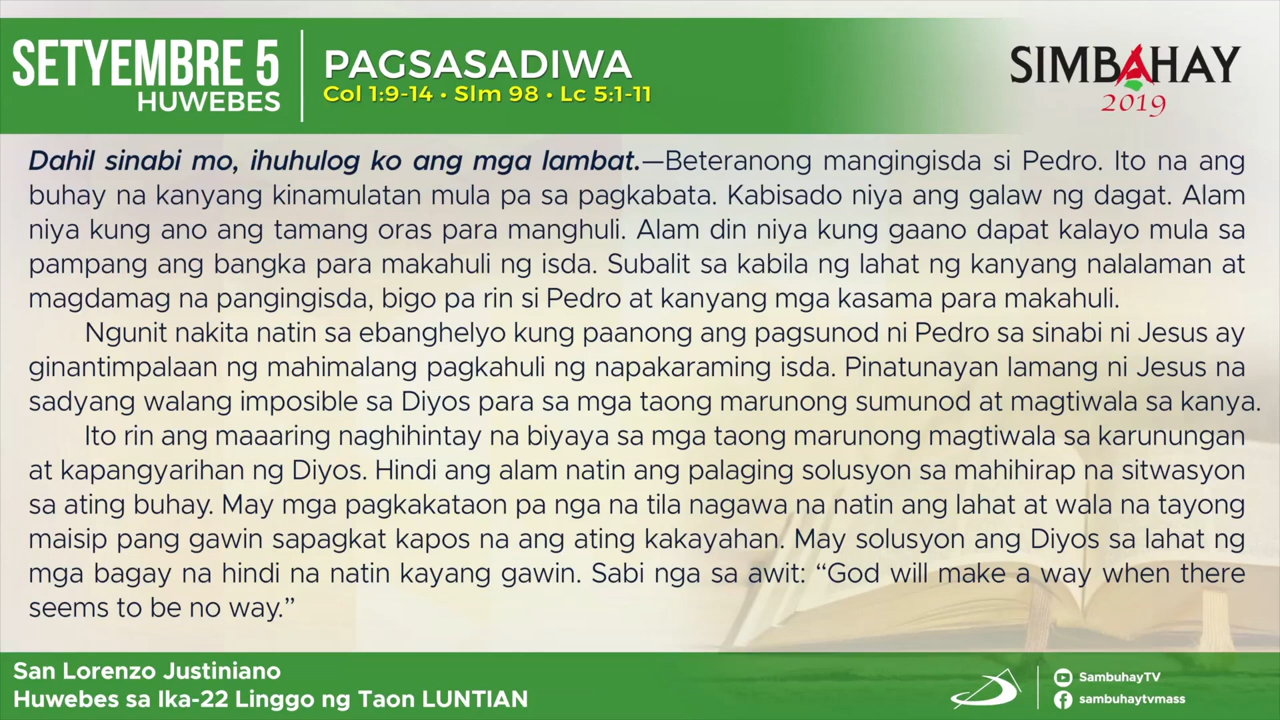 SETYEMBRE 5
HUWEBES
PAGSASADIWA
Col 1:9-14 • Slm 98 • Lc 5:1-11
SIMBAHAY
2019
Dahil sinabi mo, ihuhulog ko ang mga lambat.—Beteranong mangingisda si Pedro. Ito na ang
buhay na kanyang kinamulatan mula pa sa pagkabata. Kabisado niya ang galaw ng dagat. Alam
niya kung ano ang tamang oras para manghuli. Alam din niya kung gaano dapat kalayo mula sa
pampang ang bangka para makahuli ng isda. Subalit sa kabila ng lahat ng kanyang nalalaman at
magdamag na pangingisda, bigo pa rin si Pedro at kanyang mga kasama para makahuli.
Ngunit nakita natin sa ebanghelyo kung paanong ang pagsunod ni Pedro sa sinabi ni Jesus ay
ginantimpalaan ng mahimalang pagkahuli ng napakaraming isda. Pinatunayan lamang ni Jesus na
sadyang walang imposible sa Diyos para sa mga taong marunong sumunod at magtiwala sa kanya.
Ito rin ang maaaring naghihintay na biyaya sa mga taong marunong magtiwala sa karunungan
at kapangyarihan ng Diyos. Hindi ang alam natin ang palaging solusyon sa mahihirap na sitwasyon
sa ating buhay. May mga pagkakataon pa nga na tila nagawa na natin ang lahat at wala na tayong
maisip pang gawin sapagkat kapos na ang ating kakayahan. May solusyon ang Diyos sa lahat ng
mga bagay na hindi na natin kayang gawin. Sabi nga sa awit: “God will make a way when there
seems to be no way.”
San Lorenzo Justiniano
Huwebes sa Ika-22 Linggo ng Taon LUNTIAN
SambuhayTV
sambuhaytvmass